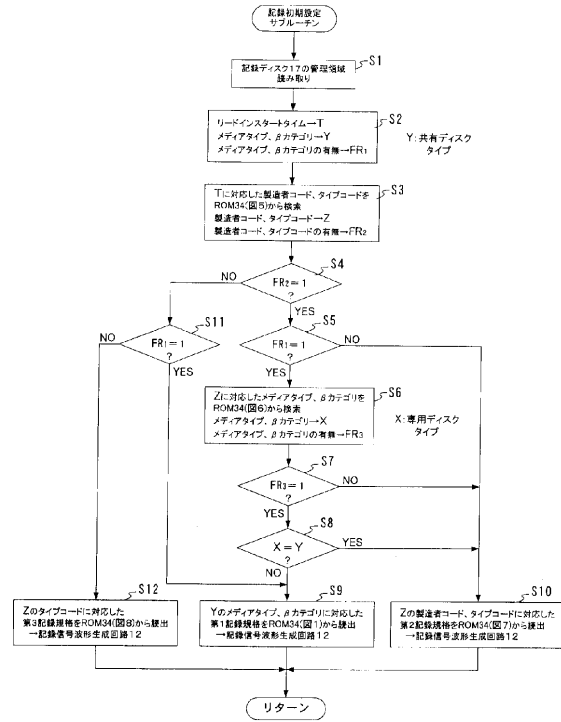 記録初期設定
サブルーチン
S1
記録ディスク17の管理領域
読み取り
S2
リードインスタートタイム→T
メディアタイプ、βカテゴリ→Y
メディアタイプ、βカテゴリの有無→FR₁
Y:共有ディスク
タイプ
S3
Tに対応した製造者コード、タイプコードを
ROM34(図5)から検索
製造者コード、タイプコード→Z
製造者コード、タイプコードの有無→FR₂
S4
FR₂=1
?
NO
YES
S11
FR₁=1
?
NO
YES
S5
FR₁=1
?
NO
YES
S6
Zに対応したメディアタイプ、βカテゴリを
ROM34(図6)から検索
メディアタイプ、βカテゴリ→X
メディアタイプ、βカテゴリの有無→FR₃
X:専用ディスク
タイプ
S7
FR₃=1
?
NO
YES
S8
X=Y
?
YES
NO
S12
Zのタイプコードに対応した
第3記録規格をROM34(図8)から読出
→記録信号波形生成回路12
S9
Yのメディアタイプ、βカテゴリに対応した
第1記録規格をROM34(図1)から読出
→記録信号波形生成回路12
S10
Zの製造者コード、タイプコードに対応した
第2記録規格をROM34(図7)から読出
→記録信号波形生成回路12
リターン